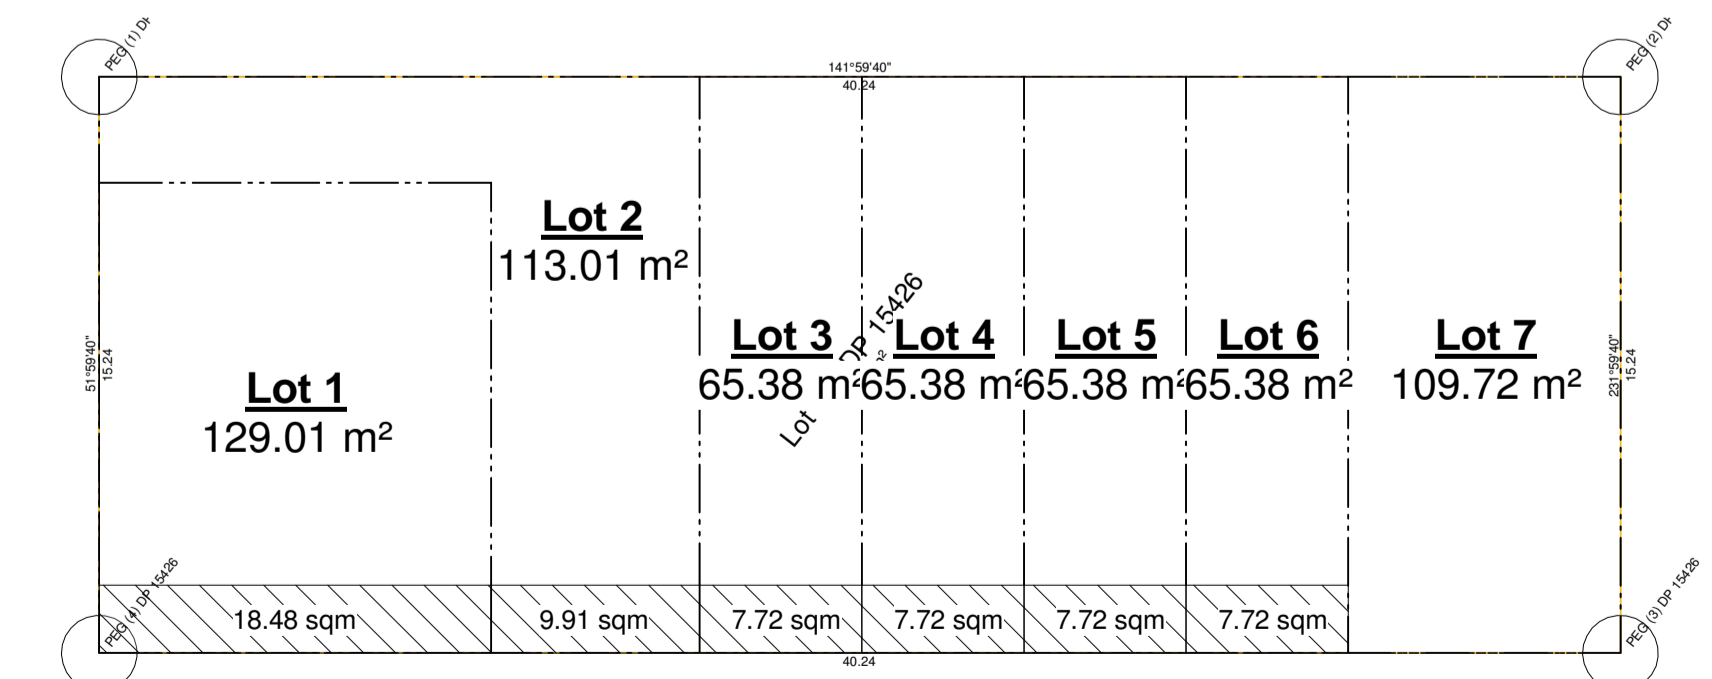 PEG (1) DP
PEG (2) DP
141°59'40"
40.24
Lot 2
113.01 m²
Lot DP 15426
Lot 3
65.38 m²
Lot 4
65.38 m²
Lot 5
65.38 m²
Lot 6
65.38 m²
Lot 7
109.72 m²
51°59'40"
15.24
231°59'40"
15.24
Lot 1
129.01 m²
PEG (4) DP 15426
PEG (3) DP 15426
18.48 sqm
9.91 sqm
7.72 sqm
7.72 sqm
7.72 sqm
7.72 sqm
40.24